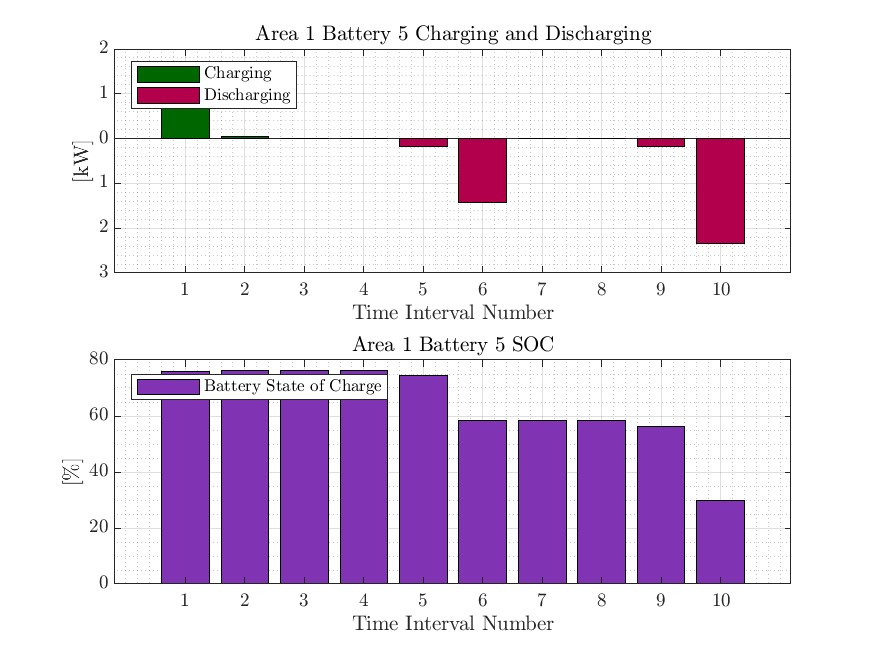 Area 1 Battery 5 Charging and Discharging
2
1
0
1
2
3
[kW]
Charging
Discharging
1 2 3 4 5 6 7 8 9 10
Time Interval Number
Area 1 Battery 5 SOC
80
60
40
20
0
[%]
Battery State of Charge
1 2 3 4 5 6 7 8 9 10
Time Interval Number